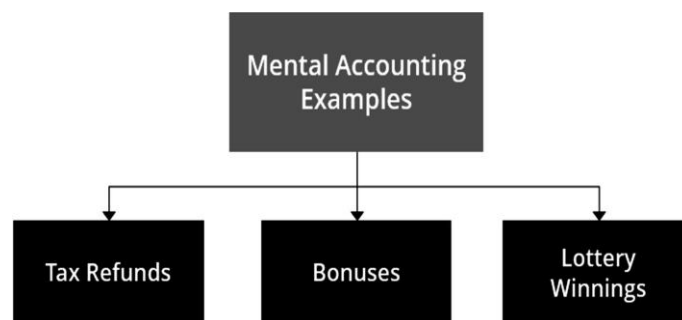 Mental Accounting
Examples
Tax Refunds
Bonuses
Lottery
Winnings